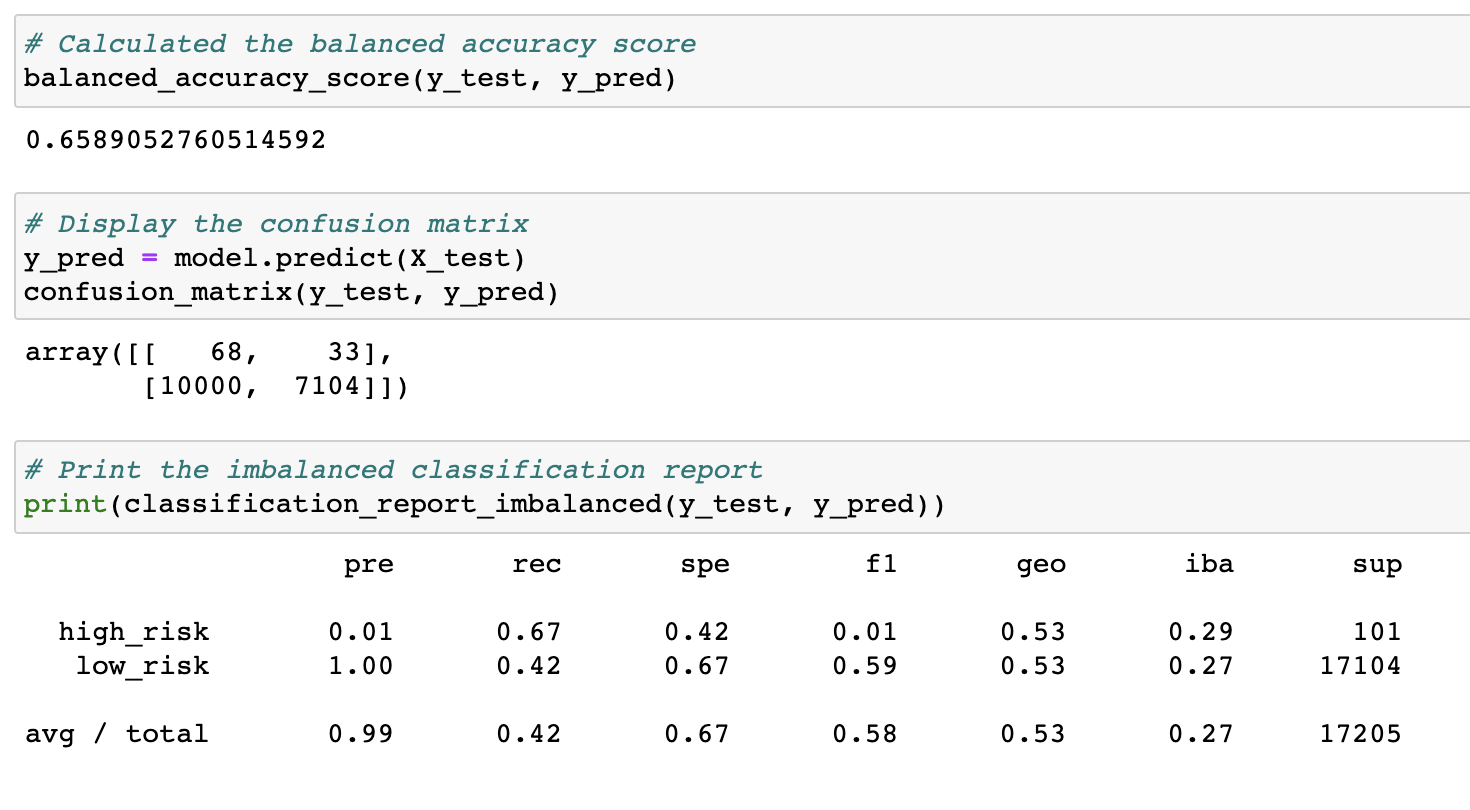 # Calculated the balanced accuracy score
balanced_accuracy_score(y_test, y_pred)
0.6589052760514592
# Display the confusion matrix
y_pred = model.predict(X_test)
confusion_matrix(y_test, y_pred)
array([[   68,    33],
       [10000,  7104]])
# Print the imbalanced classification report
print(classification_report_imbalanced(y_test, y_pred))
pre rec spe f1 geo iba sup
high_risk 0.01 0.67 0.42 0.01 0.53 0.29 101
low_risk 1.00 0.42 0.67 0.59 0.53 0.27 17104
avg / total 0.99 0.42 0.67 0.58 0.53 0.27 17205